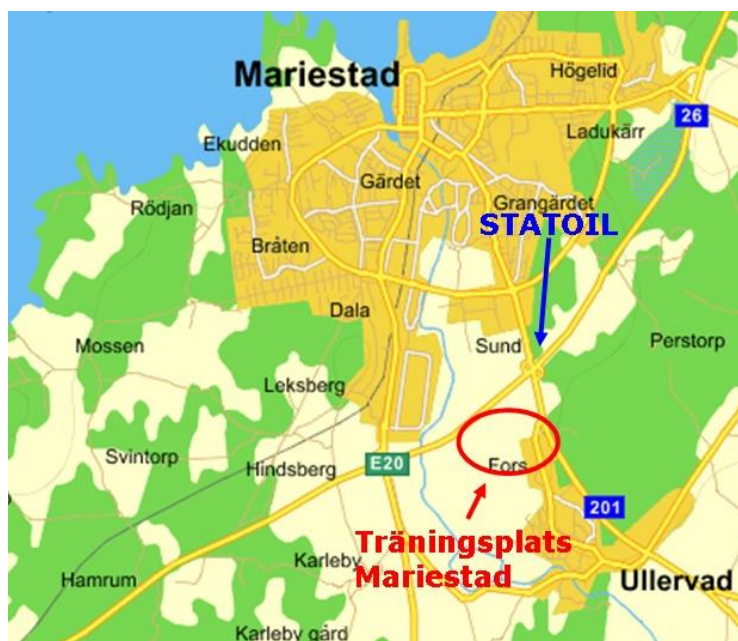 Mariestad
Högelid
26
Ladukärr
Ekudden
Gärdet
Rödjan
Grangärdet
STATOIL
Bråten
Dala
Mossen
Sund
Perstorp
Leksberg
Svintorp
Hindsberg
E20
Fors
201
Träningsplats
Mariestad
Karleby
Hamrum
Ullervad
Karleby gård